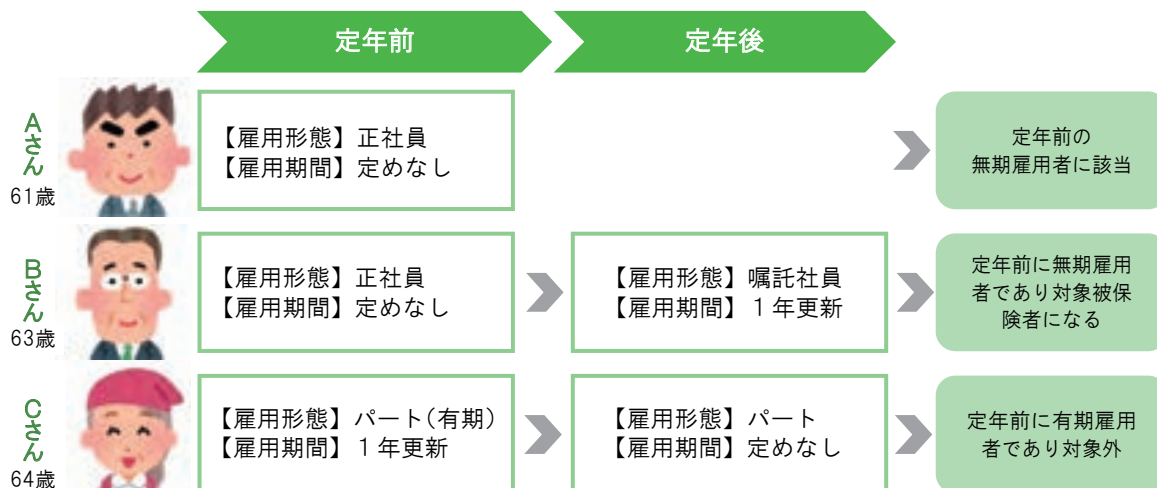 定年前
定年後
Aさん
61歳
【雇用形態】正社員
【雇用期間】定めなし
定年前の
無期雇用者に該当
Bさん
63歳
【雇用形態】正社員
【雇用期間】定めなし
【雇用形態】嘱託社員
【雇用期間】1年更新
定年前に無期雇用
者であり対象被保
険者になる
Cさん
64歳
【雇用形態】パート(有期)
【雇用期間】1年更新
【雇用形態】パート
【雇用期間】定めなし
定年前に有期雇用
者であり対象外